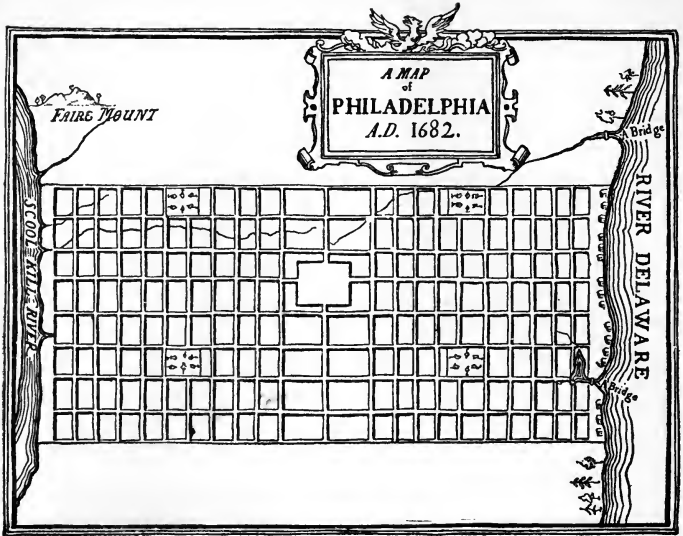 A MAP
of
PHILADELPHIA
A.D. 1682.
FAIRE MOUNT
A Bridge
SCOOL KILL RIVER
RIVER DELAWARE
A Bridge